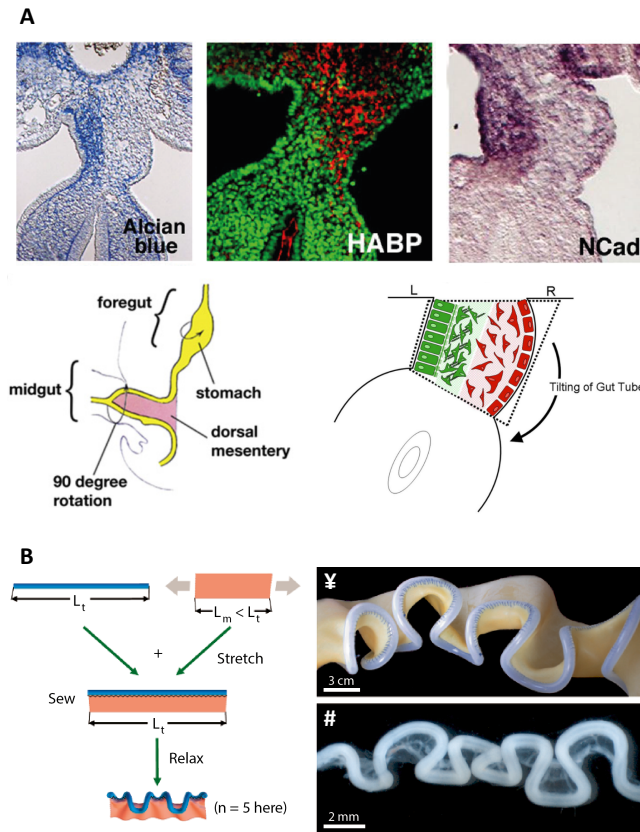 A
Alcian
blue
HABP
NCad
foregut
stomach
midgut
dorsal
mesentery
90 degree
rotation
L
R
Tilting of Gut Tube
B
Lt
Lm < Lt
+
Stretch
Sew
Lt
Relax
(n = 5 here)
¥
3 cm
#
2 mm